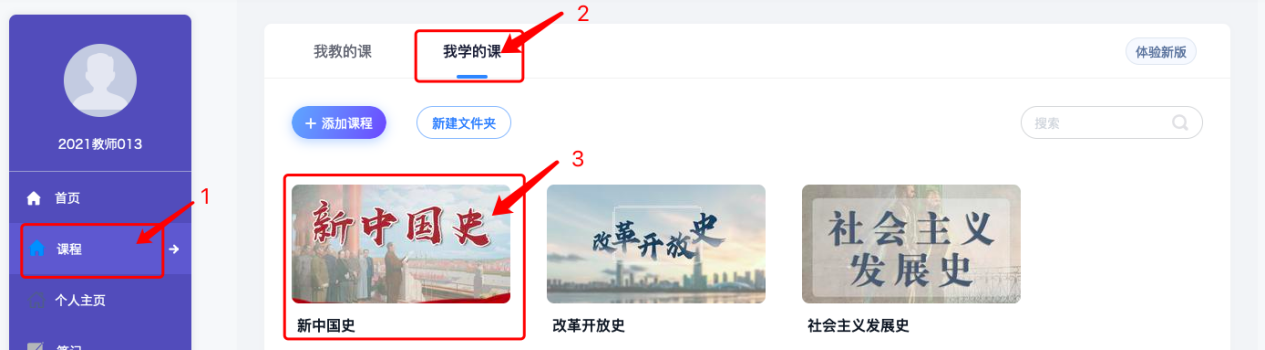 2
我教的课
我学的课
体验新版
2021教师013
+ 添加课程
新建文件夹
搜索
3
首页
1
课程
个人主页
笔记
新中国史
改革开放史
社会主义
发展史
新中国史
改革开放史
社会主义发展史